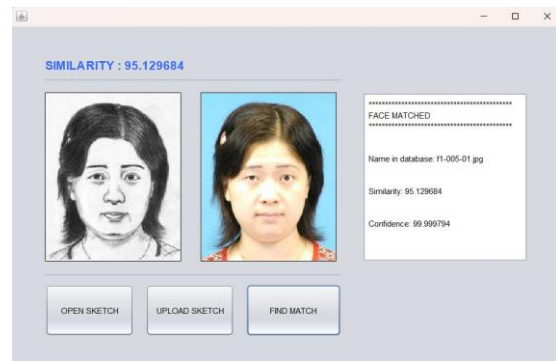 SIMILARITY : 95.129684
********************************************
FACE MATCHED
********************************************
Name in database: f1-005-01.jpg
Similarity: 95.129684
Confidence: 99.999794
OPEN SKETCH
UPLOAD SKETCH
FIND MATCH